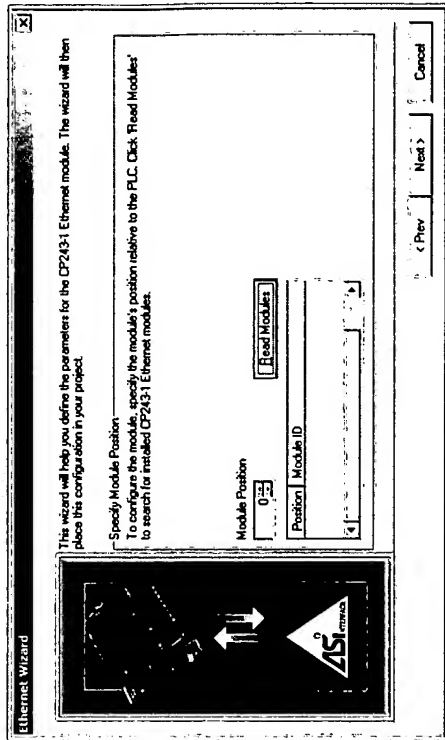 Ethernet Wizard
This wizard will help you define the parameters for the CP243-1 Ethernet module. The wizard will then
place this configuration in your project.
Specify Module Position
To configure the module, specify the module's position relative to the PLC. Click 'Read Modules'
to search for installed CP243-1 Ethernet modules.
Module Position
0
Read Modules
Position Module ID
ASi
INTERFACE
< Prev
Next >
Cancel